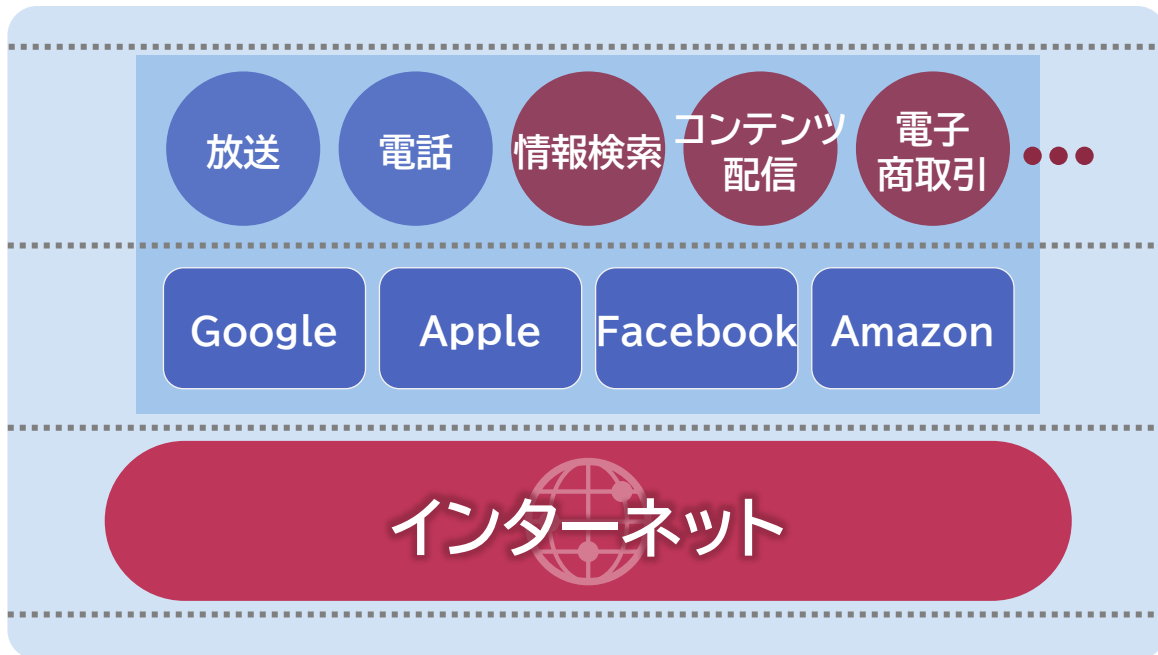 放送
電話
情報検索
コンテンツ
配信
電子
商取引
Google
Apple
Facebook
Amazon
インターネット